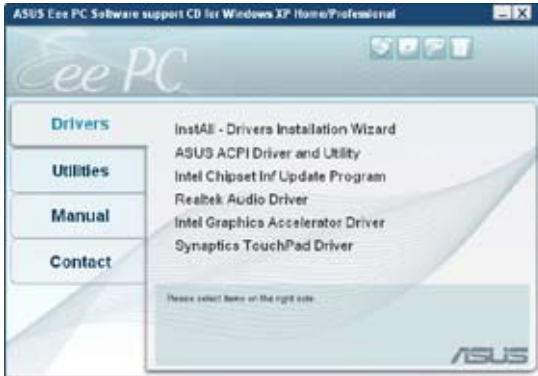 ASUS Eee PC Software support CD for Windows XP Home/Professional
Eee PC
Drivers
Utilities
Manual
Contact
InstAll - Drivers Installation Wizard
ASUS ACPI Driver and Utility
Intel Chipset Inf Update Program
Realtek Audio Driver
Intel Graphics Accelerator Driver
Synaptics TouchPad Driver
Please select items on the right side
ASUS